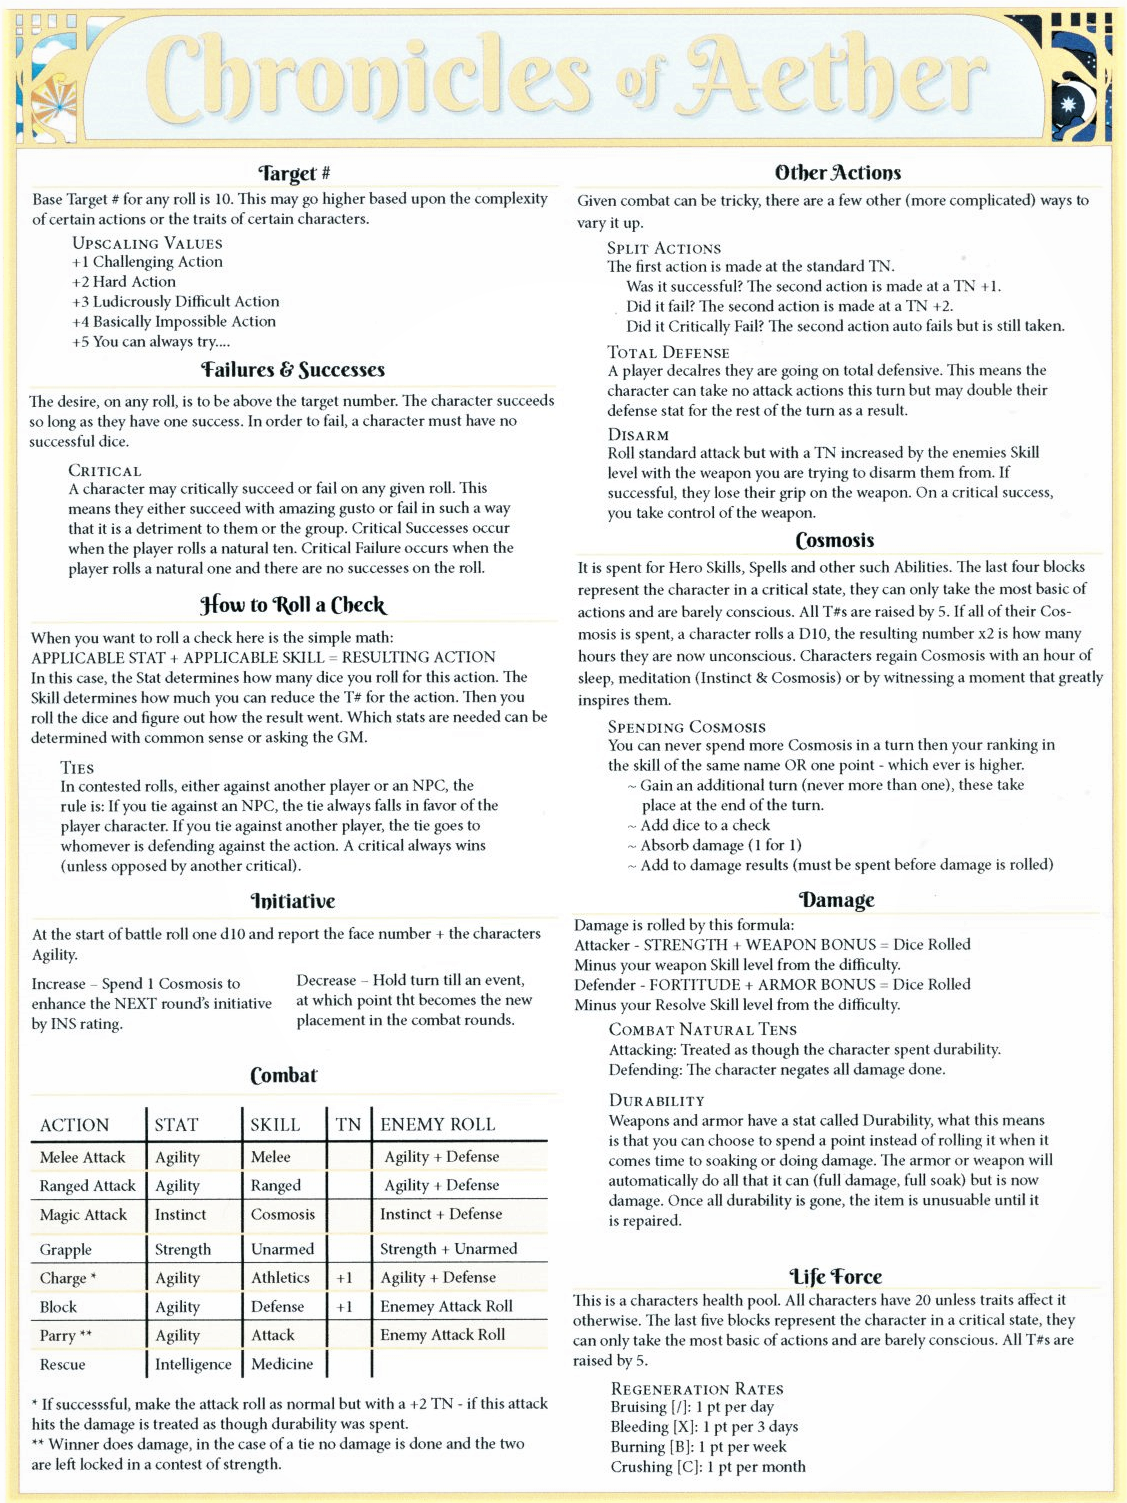 Chronicles of Aether
Target #
Base Target # for any roll is 10. This may go higher based upon the complexity
of certain actions or the traits of certain characters.
UPSCALING VALUES
+1 Challenging Action
+2 Hard Action
+3 Ludicrously Difficult Action
+4 Basically Impossible Action
+5 You can always try....
Failures & Successes
The desire, on any roll, is to be above the target number. The character succeeds
so long as they have one success. In order to fail, a character must have no
successful dice.
CRITICAL
A character may critically succeed or fail on any given roll. This
means they either succeed with amazing gusto or fail in such a way
that it is a detriment to them or the group. Critical Successes occur
when the player rolls a natural ten. Critical Failure occurs when the
player rolls a natural one and there are no successes on the roll.
How to Roll a Check
When you want to roll a check here is the simple math:
APPLICABLE STAT + APPLICABLE SKILL = RESULTING ACTION
In this case, the Stat determines how many dice you roll for this action. The
Skill determines how much you can reduce the T# for the action. Then you
roll the dice and figure out how the result went. Which stats are needed can be
determined with common sense or asking the GM.
TIES
In contested rolls, either against another player or an NPC, the
rule is: If you tie against an NPC, the tie always falls in favor of the
player character. If you tie against another player, the tie goes to
whomever is defending against the action. A critical always wins
(unless opposed by another critical).
Initiative
At the start of battle roll one d10 and report the face number + the characters
Agility.
Increase – Spend 1 Cosmosis to
enhance the NEXT round's initiative
by INS rating.
Decrease – Hold turn till an event,
at which point tht becomes the new
placement in the combat rounds.
Combat
ACTION STAT SKILL TN ENEMY ROLL
Melee Attack Agility Melee Agility + Defense
Ranged Attack Agility Ranged Agility + Defense
Magic Attack Instinct Cosmosis Instinct + Defense
Grapple Strength Unarmed Strength + Unarmed
Charge * Agility Athletics +1 Agility + Defense
Block Agility Defense +1 Enemey Attack Roll
Parry ** Agility Attack Enemy Attack Roll
Rescue Intelligence Medicine
* If successsful, make the attack roll as normal but with a +2 TN - if this attack
hits the damage is treated as though durability was spent.
** Winner does damage, in the case of a tie no damage is done and the two
are left locked in a contest of strength.
Other Actions
Given combat can be tricky, there are a few other (more complicated) ways to
vary it up.
SPLIT ACTIONS
The first action is made at the standard TN.
Was it successful? The second action is made at a TN +1.
Did it fail? The second action is made at a TN +2.
Did it Critically Fail? The second action auto fails but is still taken.
TOTAL DEFENSE
A player decalres they are going on total defensive. This means the
character can take no attack actions this turn but may double their
defense stat for the rest of the turn as a result.
DISARM
Roll standard attack but with a TN increased by the enemies Skill
level with the weapon you are trying to disarm them from. If
successful, they lose their grip on the weapon. On a critical success,
you take control of the weapon.
Cosmosis
It is spent for Hero Skills, Spells and other such Abilities. The last four blocks
represent the character in a critical state, they can only take the most basic of
actions and are barely conscious. All T#s are raised by 5. If all of their Cos-
mosis is spent, a character rolls a D10, the resulting number x2 is how many
hours they are now unconscious. Characters regain Cosmosis with an hour of
sleep, meditation (Instinct & Cosmosis) or by witnessing a moment that greatly
inspires them.
SPENDING COSMOSIS
You can never spend more Cosmosis in a turn then your ranking in
the skill of the same name OR one point - which ever is higher.
~ Gain an additional turn (never more than one), these take
place at the end of the turn.
~ Add dice to a check
~ Absorb damage (1 for 1)
~ Add to damage results (must be spent before damage is rolled)
Damage
Damage is rolled by this formula:
Attacker - STRENGTH + WEAPON BONUS = Dice Rolled
Minus your weapon Skill level from the difficulty.
Defender - FORTITUDE + ARMOR BONUS = Dice Rolled
Minus your Resolve Skill level from the difficulty.
COMBAT NATURAL TENS
Attacking: Treated as though the character spent durability.
Defending: The character negates all damage done.
DURABILITY
Weapons and armor have a stat called Durability, what this means
is that you can choose to spend a point instead of rolling it when it
comes time to soaking or doing damage. The armor or weapon will
automatically do all that it can (full damage, full soak) but is now
damage. Once all durability is gone, the item is unusuable until it
is repaired.
Life Force
This is a characters health pool. All characters have 20 unless traits affect it
otherwise. The last five blocks represent the character in a critical state, they
can only take the most basic of actions and are barely conscious. All T#s are
raised by 5.
REGENERATION RATES
Bruising [/]: 1 pt per day
Bleeding [X]: 1 pt per 3 days
Burning [B]: 1 pt per week
Crushing [C]: 1 pt per month